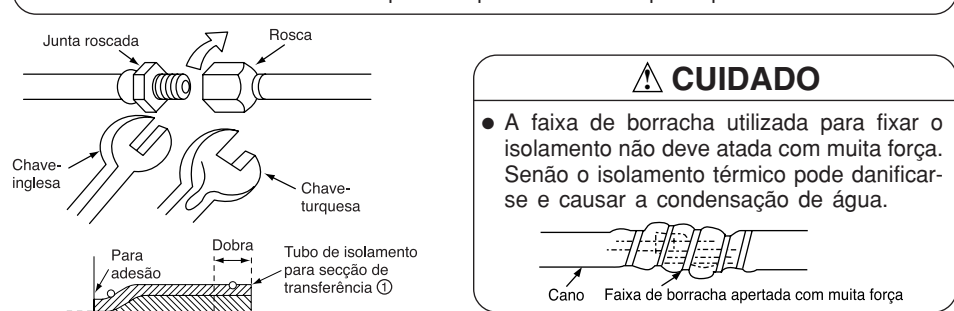 Junta roscada
Rosca
Chave-
inglesa
Chave-
turquesa
Para
adesão
Dobra
Tubo de isolamento
para secção de
transferência ①
CUIDADO
● A faixa de borracha utilizada para fixar o
isolamento não deve atada com muita força.
Senão o isolamento térmico pode danificar-
se e causar a condensação de água.
Cano
Faixa de borracha apertada com muita força